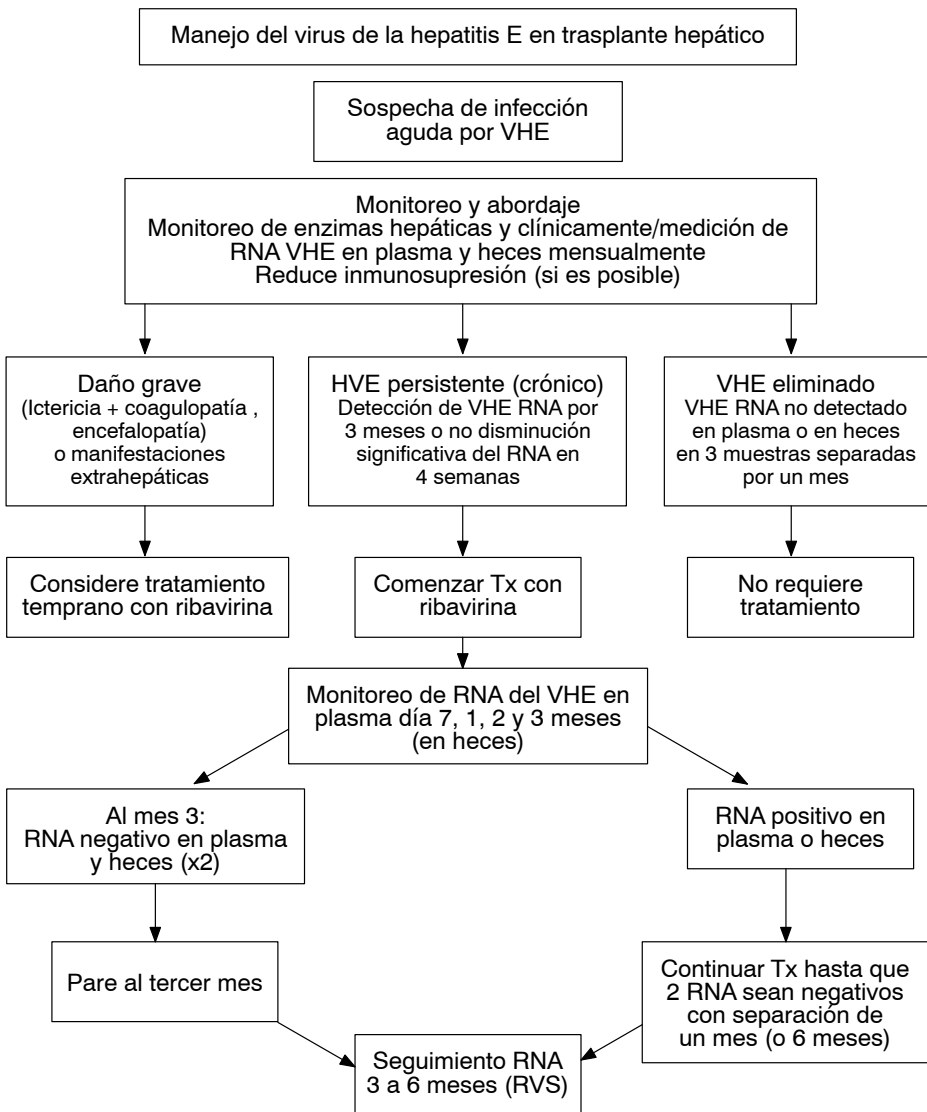 Manejo del virus de la hepatitis E en trasplante hepático
Sospecha de infección
aguda por VHE
Monitoreo y abordaje
Monitoreo de enzimas hepáticas y clínicamente/medición de
RNA VHE en plasma y heces mensualmente
Reduce inmunosupresión (si es posible)
Daño grave
(Ictericia + coagulopatía ,
encefalopatía)
o manifestaciones
extrahepáticas
HVE persistente (crónico)
Detección de VHE RNA por
3 meses o no disminución
significativa del RNA en
4 semanas
VHE eliminado
VHE RNA no detectado
en plasma o en heces
en 3 muestras separadas
por un mes
Considere tratamiento
temprano con ribavirina
Comenzar Tx con
ribavirina
No requiere
tratamiento
Monitoreo de RNA del VHE en
plasma día 7, 1, 2 y 3 meses
(en heces)
Al mes 3:
RNA negativo en plasma
y heces (x2)
RNA positivo en
plasma o heces
Pare al tercer mes
Continuar Tx hasta que
2 RNA sean negativos
con separación de
un mes (o 6 meses)
Seguimiento RNA
3 a 6 meses (RVS)